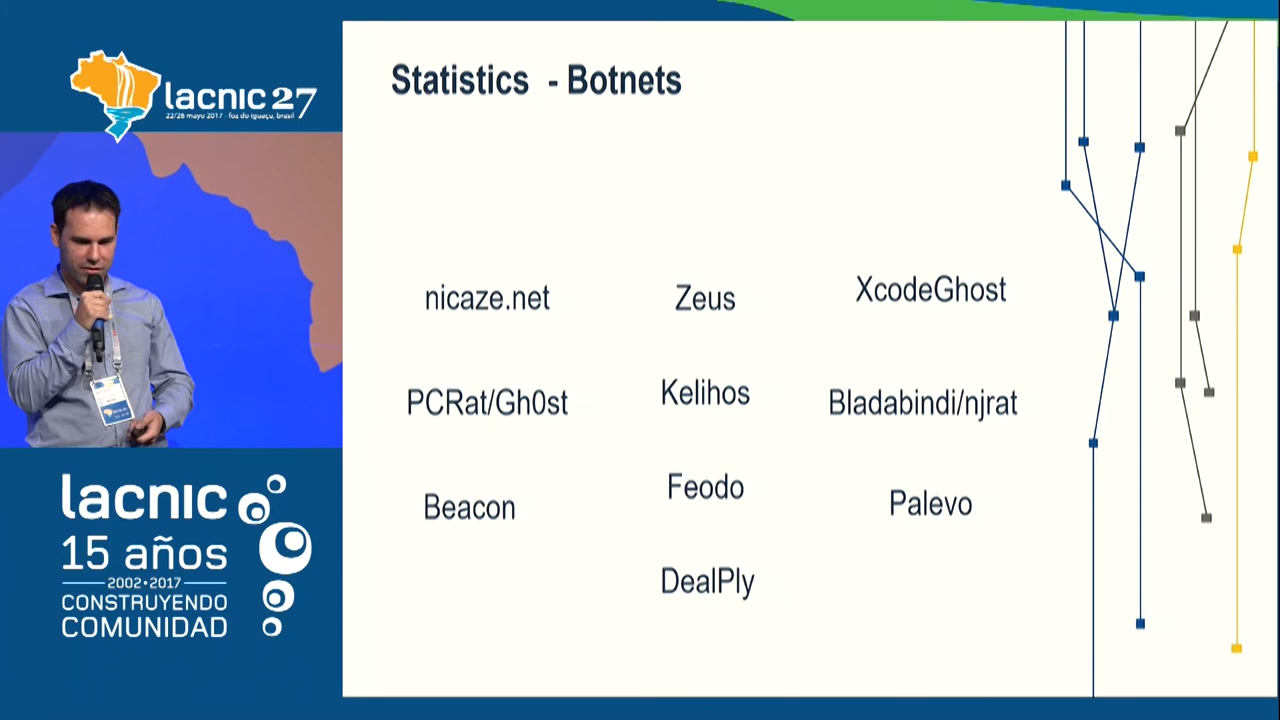 lacnic 27
22/26 mayo 2017 - foz do iguaçu, brasil
lacnic
15 años
2002•2017
CONSTRUYENDO
COMUNIDAD
Statistics - Botnets
nicaze.net
Zeus
XcodeGhost
PCRat/Gh0st
Kelihos
Bladabindi/njrat
Beacon
Feodo
Palevo
DealPly